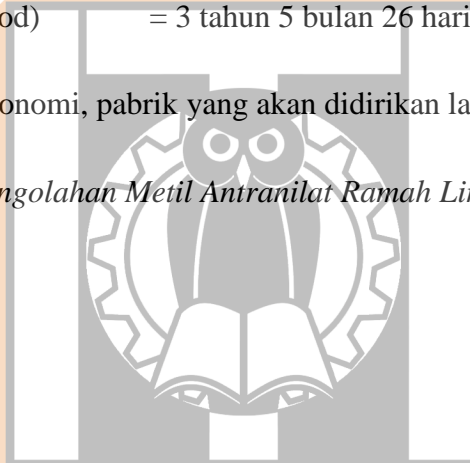 od) = 3 tahun 5 bulan 26 hari
onomi, pabrik yang akan didirikan la
ngolahan Metil Antranilat Ramah Li